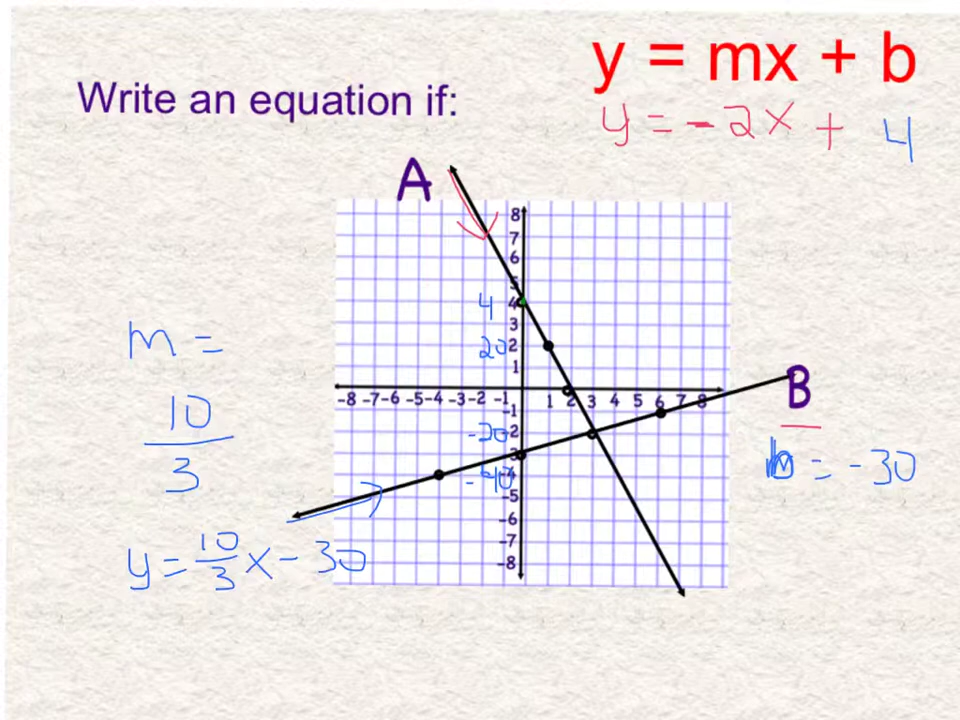 y = mx + b
Write an equation if:
y = -2x + 4
A
8
7
6
5
4
4
3
20
2
1
-8 -7 -6 -5 -4 -3 -2 -1 1 2 3 4 5 6 7 8
B
-1
-20
-2
-3
-40
-4
-5
-6
-7
-8
m =
10
3
b = -30
y = 10/3 x - 30